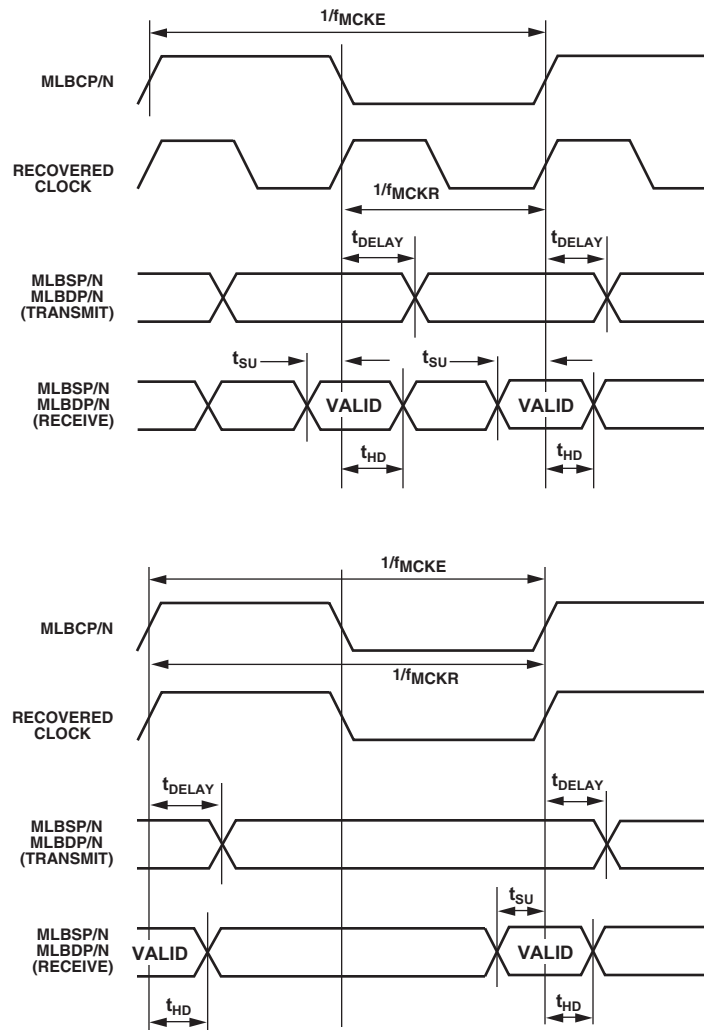 1/fMCKE
MLBCP/N
RECOVERED
CLOCK
1/fMCKR
tDELAY tDELAY
MLBSP/N
MLBDP/N
(TRANSMIT)
tSU tSU
MLBSP/N
MLBDP/N
(RECEIVE)
VALID VALID
tHD tHD
1/fMCKE
MLBCP/N
1/fMCKR
RECOVERED
CLOCK
tDELAY tDELAY
MLBSP/N
MLBDP/N
(TRANSMIT)
tSU
MLBSP/N
MLBDP/N
(RECEIVE)
VALID VALID
tHD tHD